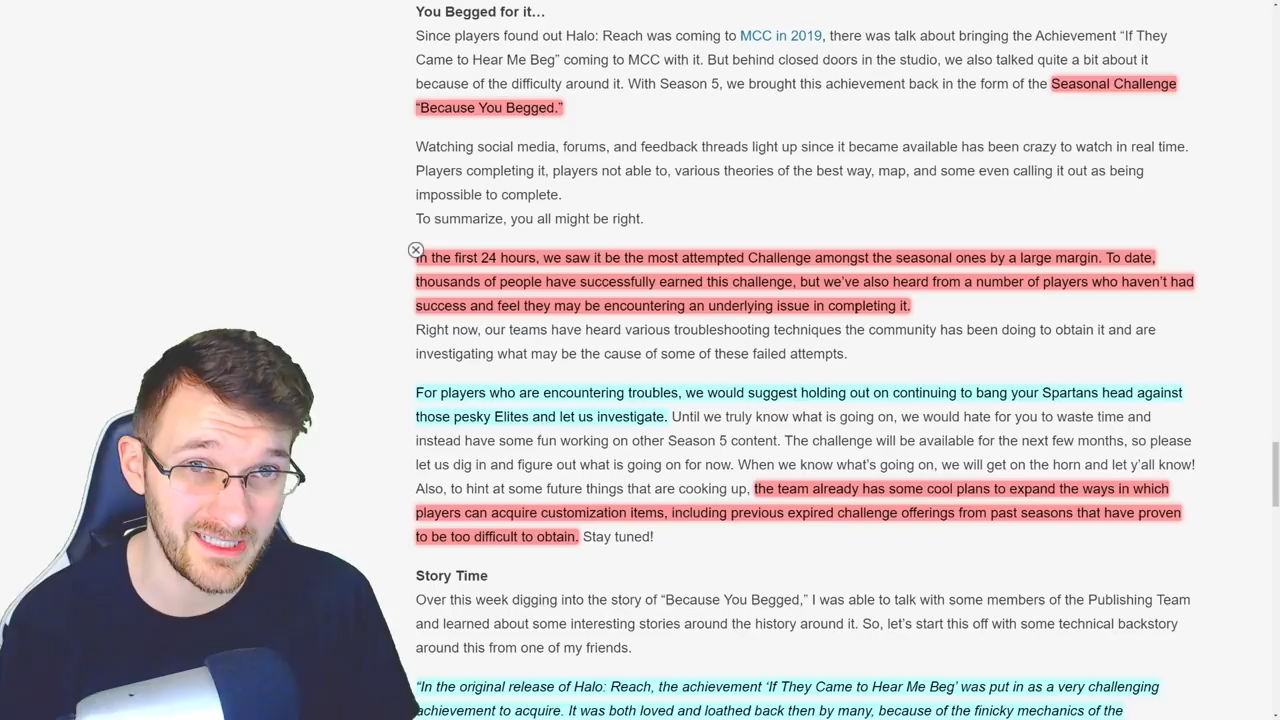 You Begged for it…
Since players found out Halo: Reach was coming to MCC in 2019, there was talk about bringing the Achievement “If They
Came to Hear Me Beg” coming to MCC with it. But behind closed doors in the studio, we also talked quite a bit about it
because of the difficulty around it. With Season 5, we brought this achievement back in the form of the Seasonal Challenge
“Because You Begged.”
Watching social media, forums, and feedback threads light up since it became available has been crazy to watch in real time.
Players completing it, players not able to, various theories of the best way, map, and some even calling it out as being
impossible to complete.
To summarize, you all might be right.
In the first 24 hours, we saw it be the most attempted Challenge amongst the seasonal ones by a large margin. To date,
thousands of people have successfully earned this challenge, but we’ve also heard from a number of players who haven’t had
success and feel they may be encountering an underlying issue in completing it.
Right now, our teams have heard various troubleshooting techniques the community has been doing to obtain it and are
investigating what may be the cause of some of these failed attempts.
For players who are encountering troubles, we would suggest holding out on continuing to bang your Spartans head against
those pesky Elites and let us investigate. Until we truly know what is going on, we would hate for you to waste time and
instead have some fun working on other Season 5 content. The challenge will be available for the next few months, so please
let us dig in and figure out what is going on for now. When we know what’s going on, we will get on the horn and let y’all know!
Also, to hint at some future things that are cooking up, the team already has some cool plans to expand the ways in which
players can acquire customization items, including previous expired challenge offerings from past seasons that have proven
to be too difficult to obtain. Stay tuned!
Story Time
Over this week digging into the story of “Because You Begged,” I was able to talk with some members of the Publishing Team
and learned about some interesting stories around the history around it. So, let’s start this off with some technical backstory
around this from one of my friends.
“In the original release of Halo: Reach, the achievement ‘If They Came to Hear Me Beg’ was put in as a very challenging
achievement to acquire. It was both loved and loathed back then by many, because of the finicky mechanics of the